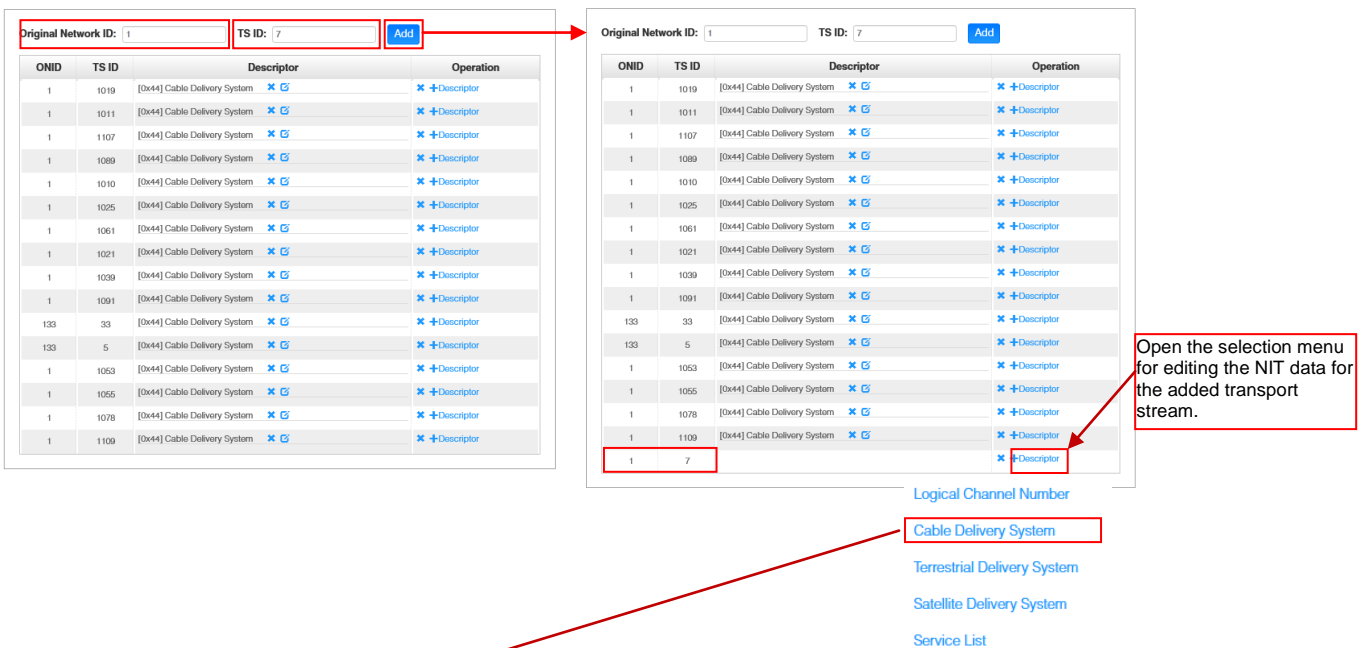 Original Network ID: 1 TS ID: 7 Add
ONID TS ID Descriptor Operation
1 1019 [0x44] Cable Delivery System Descriptor
1 1011 [0x44] Cable Delivery System Descriptor
1 1107 [0x44] Cable Delivery System Descriptor
1 1089 [0x44] Cable Delivery System Descriptor
1 1010 [0x44] Cable Delivery System Descriptor
1 1025 [0x44] Cable Delivery System Descriptor
1 1061 [0x44] Cable Delivery System Descriptor
1 1021 [0x44] Cable Delivery System Descriptor
1 1039 [0x44] Cable Delivery System Descriptor
1 1091 [0x44] Cable Delivery System Descriptor
133 33 [0x44] Cable Delivery System Descriptor
133 5 [0x44] Cable Delivery System Descriptor
1 1053 [0x44] Cable Delivery System Descriptor
1 1055 [0x44] Cable Delivery System Descriptor
1 1078 [0x44] Cable Delivery System Descriptor
1 1109 [0x44] Cable Delivery System Descriptor
Original Network ID: 1 TS ID: 7 Add
ONID TS ID Descriptor Operation
1 1019 [0x44] Cable Delivery System Descriptor
1 1011 [0x44] Cable Delivery System Descriptor
1 1107 [0x44] Cable Delivery System Descriptor
1 1089 [0x44] Cable Delivery System Descriptor
1 1010 [0x44] Cable Delivery System Descriptor
1 1025 [0x44] Cable Delivery System Descriptor
1 1061 [0x44] Cable Delivery System Descriptor
1 1021 [0x44] Cable Delivery System Descriptor
1 1039 [0x44] Cable Delivery System Descriptor
1 1091 [0x44] Cable Delivery System Descriptor
133 33 [0x44] Cable Delivery System Descriptor
133 5 [0x44] Cable Delivery System Descriptor
1 1053 [0x44] Cable Delivery System Descriptor
1 1055 [0x44] Cable Delivery System Descriptor
1 1078 [0x44] Cable Delivery System Descriptor
1 1109 [0x44] Cable Delivery System Descriptor
1 7 Descriptor
Open the selection menu
for editing the NIT data for
the added transport
stream.
Logical Channel Number
Cable Delivery System
Terrestrial Delivery System
Satellite Delivery System
Service List